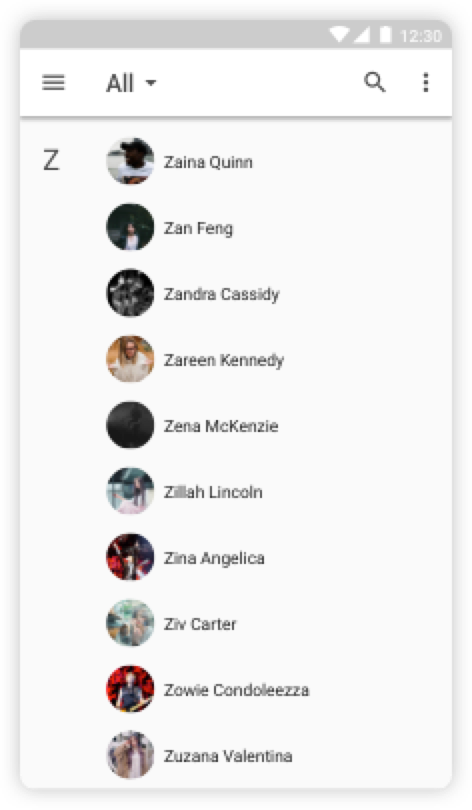 12:30
All
Z
Zaina Quinn
Zan Feng
Zandra Cassidy
Zareen Kennedy
Zena McKenzie
Zillah Lincoln
Zina Angelica
Ziv Carter
Zowie Condoleezza
Zuzana Valentina